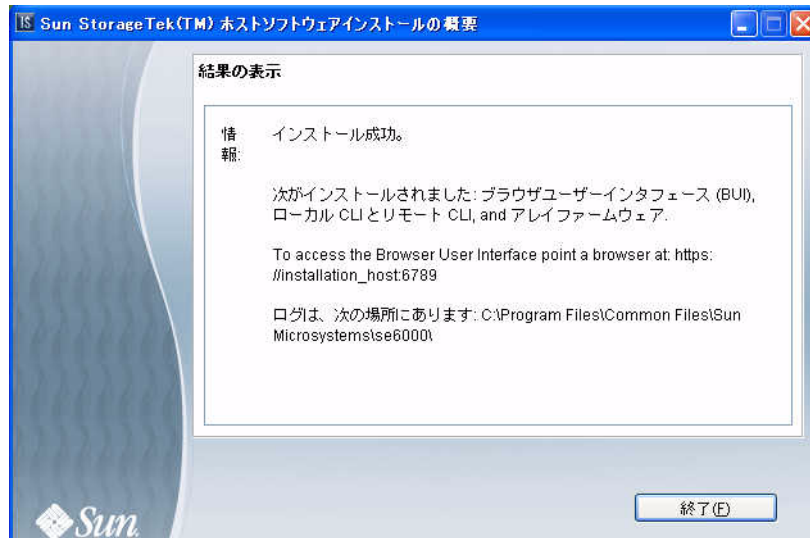 Sun StorageTek(TM) ホストソフトウェアインストールの概要
結果の表示
情報:
インストール成功。
次がインストールされました: ブラウザユーザーインタフェース (BUI),
ローカル CLI とリモート CLI, and アレイファームウェア.
To access the Browser User Interface point a browser at: https:
//installation_host:6789
ログは、次の場所にあります: C:\Program Files\Common Files\Sun
Microsystems\se6000\
終了(F)
Sun